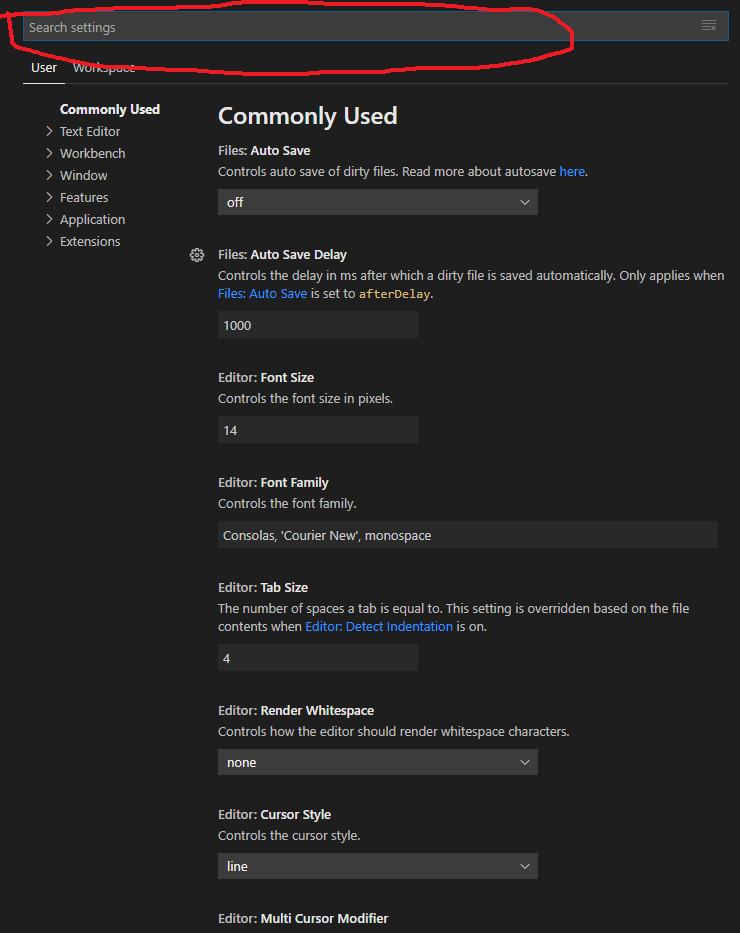 Search settings
User Workspace
Commonly Used
Text Editor
Workbench
Window
Features
Application
Extensions
Commonly Used
Files: Auto Save
Controls auto save of dirty files. Read more about autosave here.
off
Files: Auto Save Delay
Controls the delay in ms after which a dirty file is saved automatically. Only applies when
Files: Auto Save is set to afterDelay.
1000
Editor: Font Size
Controls the font size in pixels.
14
Editor: Font Family
Controls the font family.
Consolas, 'Courier New', monospace
Editor: Tab Size
The number of spaces a tab is equal to. This setting is overridden based on the file
contents when Editor: Detect Indentation is on.
4
Editor: Render Whitespace
Controls how the editor should render whitespace characters.
none
Editor: Cursor Style
Controls the cursor style.
line
Editor: Multi Cursor Modifier